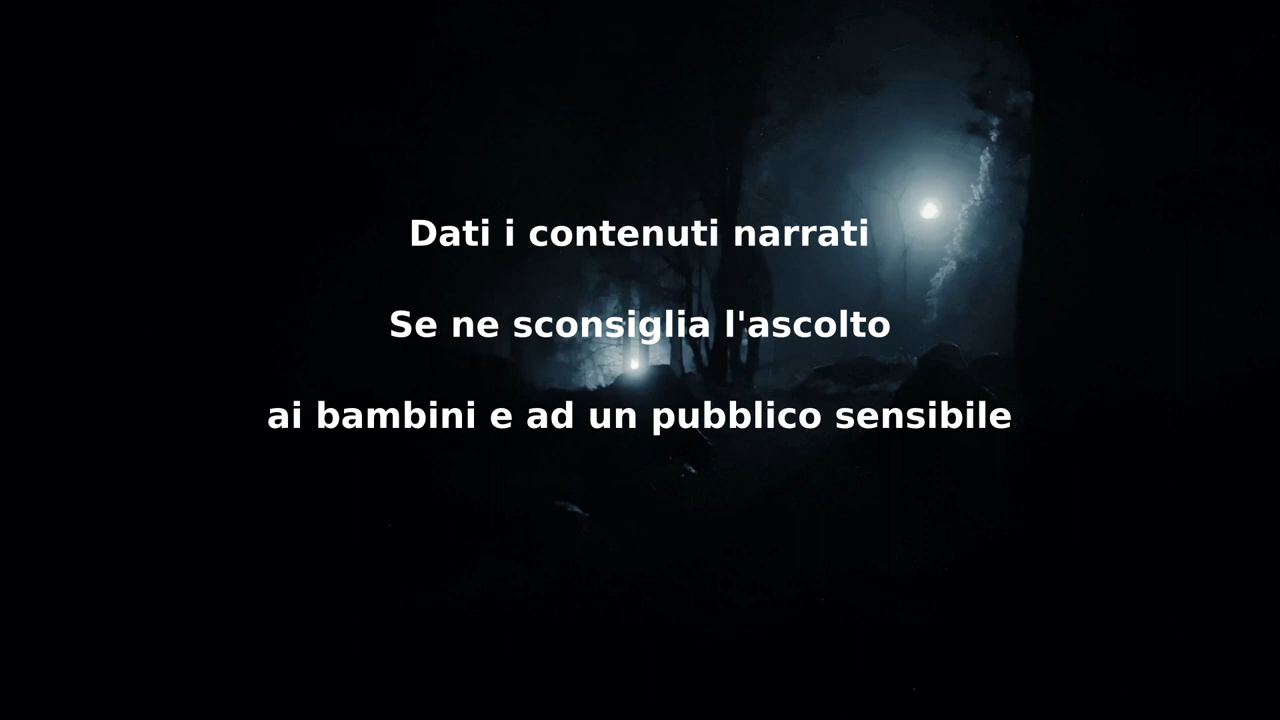 Dati i contenuti narrati
Se ne sconsiglia l'ascolto
ai bambini e ad un pubblico sensibile